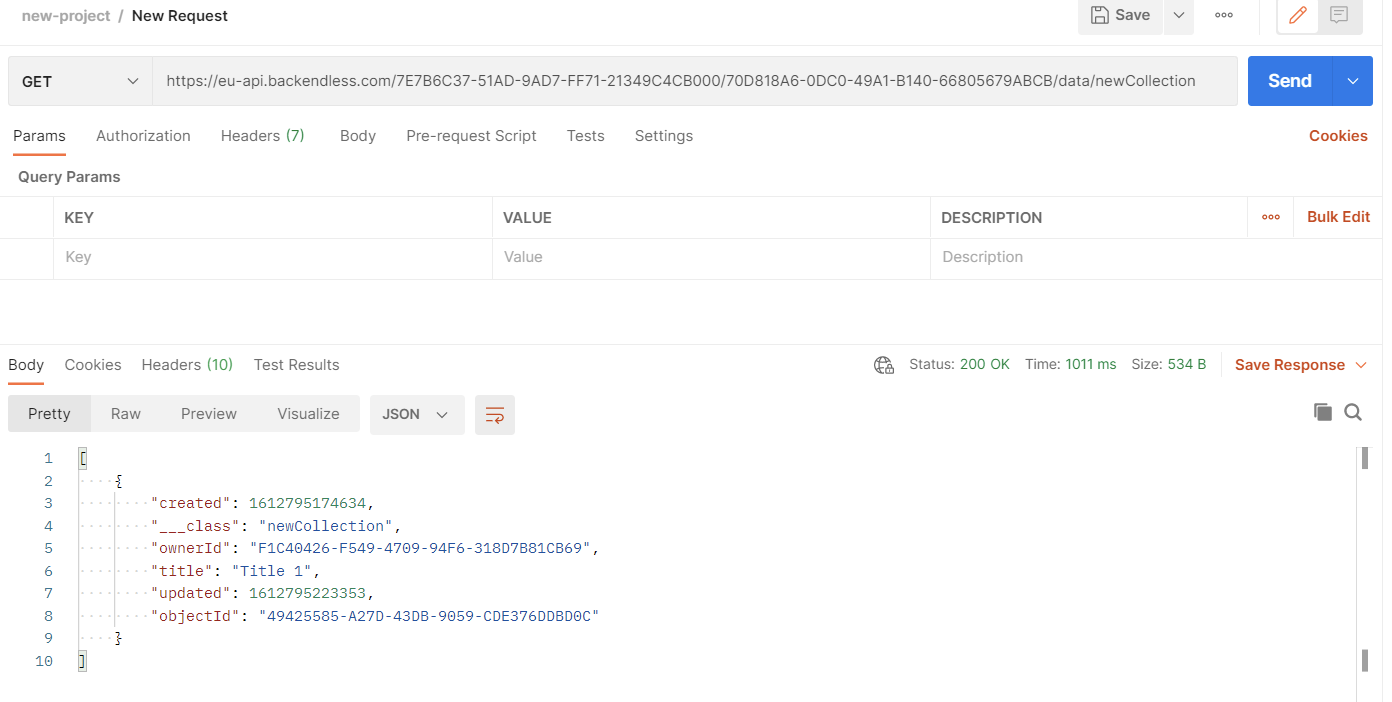 new-project / New Request
Save
GET
https://eu-api.backendless.com/7E7B6C37-51AD-9AD7-FF71-21349C4CB000/70D818A6-0DC0-49A1-B140-66805679ABCB/data/newCollection
Send
Params Authorization Headers (7) Body Pre-request Script Tests Settings Cookies
Query Params
KEY VALUE DESCRIPTION Bulk Edit
Key Value Description
Body Cookies Headers (10) Test Results Status: 200 OK Time: 1011 ms Size: 534 B Save Response
Pretty Raw Preview Visualize JSON
1 [
2 {
3 "created": 1612795174634,
4 "___class": "newCollection",
5 "ownerId": "F1C40426-F549-4709-94F6-318D7B81CB69",
6 "title": "Title 1",
7 "updated": 1612795223353,
8 "objectId": "49425585-A27D-43DB-9059-CDE376DDBD0C"
9 }
10 ]